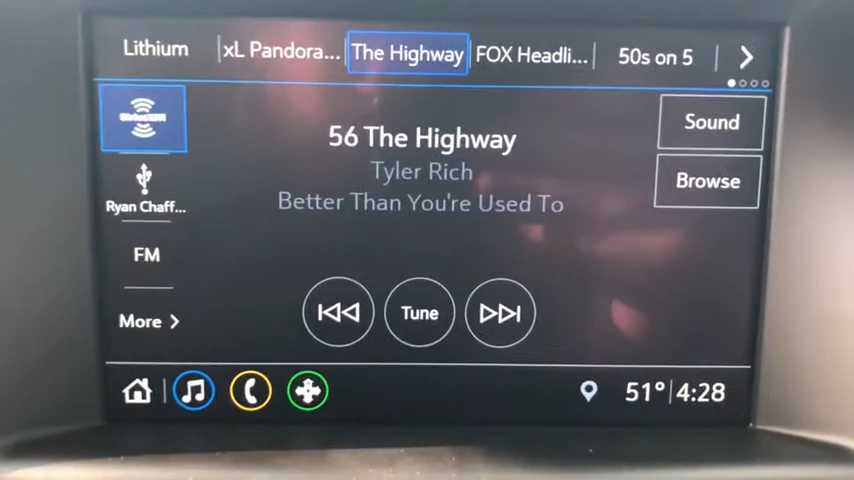 Lithium
xL Pandora...
The Highway
FOX Headli...
50s on 5
SiriusXM
Sound
56 The Highway
Tyler Rich
Browse
Better Than You're Used To
Ryan Chaff...
FM
Tune
More
51° 4:28